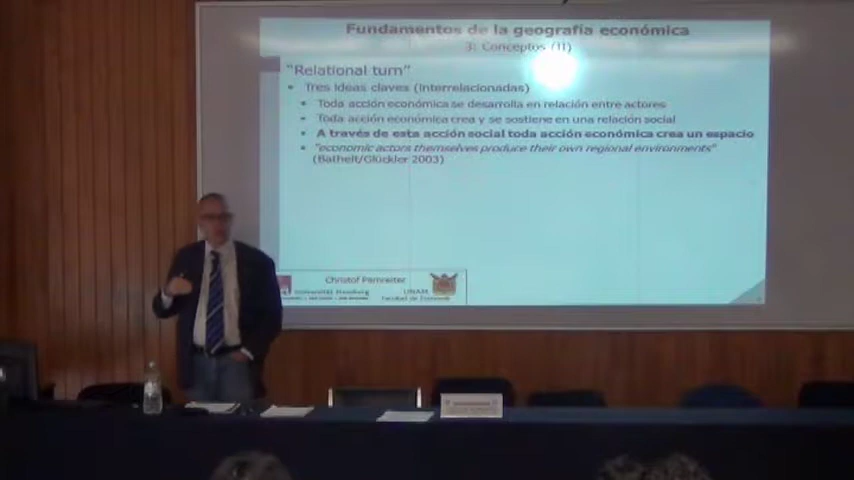 Fundamentos de la geografía económica
3: Conceptos (II)
"Relational turn"
Tres ideas claves (interrelacionadas)
Toda acción económica se desarrolla en relación entre actores
Toda acción económica crea y se sostiene en una relación social
A través de esta acción social toda acción económica crea un espacio
"economic actors themselves produce their own regional environments"
(Bathelt/Glückler 2003)
Christof Parnreiter
UNAM
Facultad de Economía